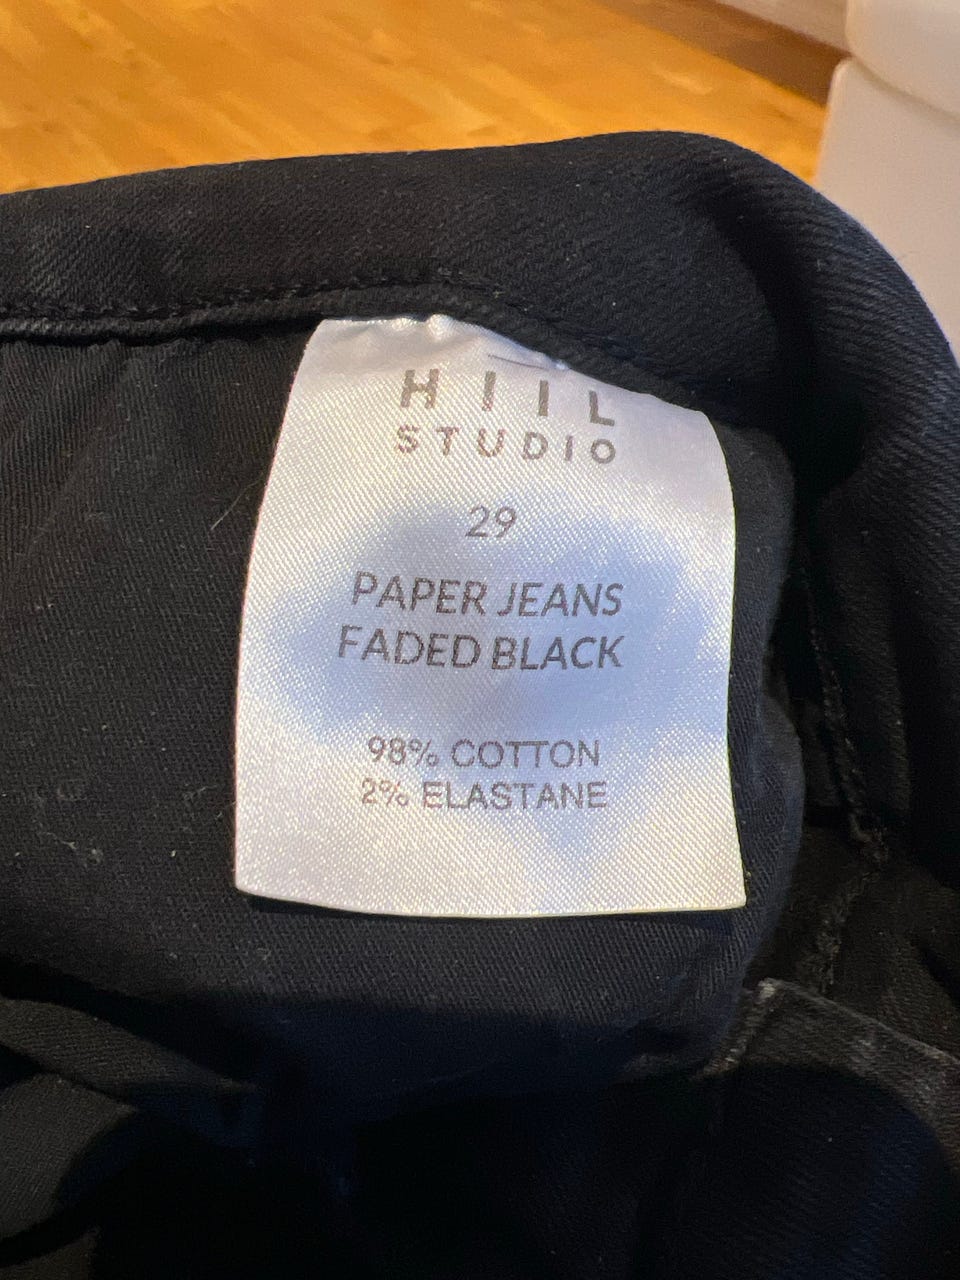 HIIL
STUDIO
29
PAPER JEANS
FADED BLACK
98% COTTON
2% ELASTANE